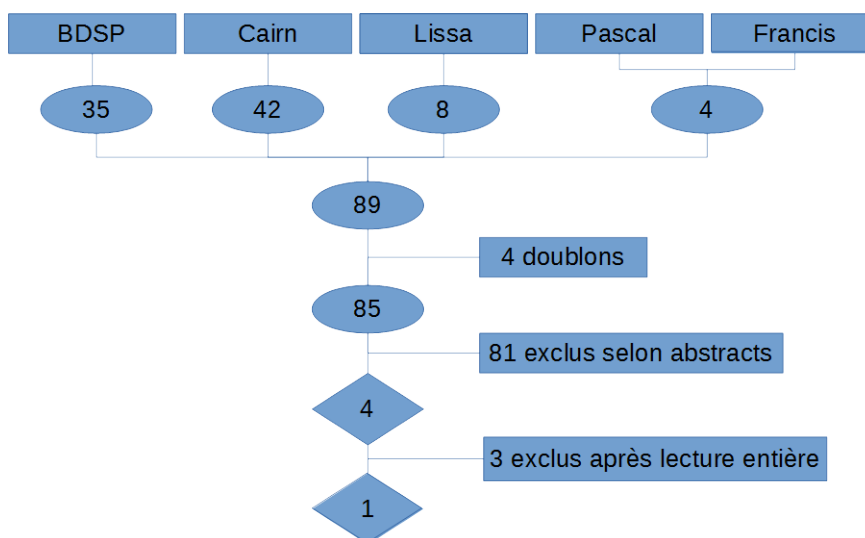 BDSP
Cairn
Lissa
Pascal
Francis
35
42
8
4
89
4 doublons
85
81 exclus selon abstracts
4
3 exclus après lecture entière
1